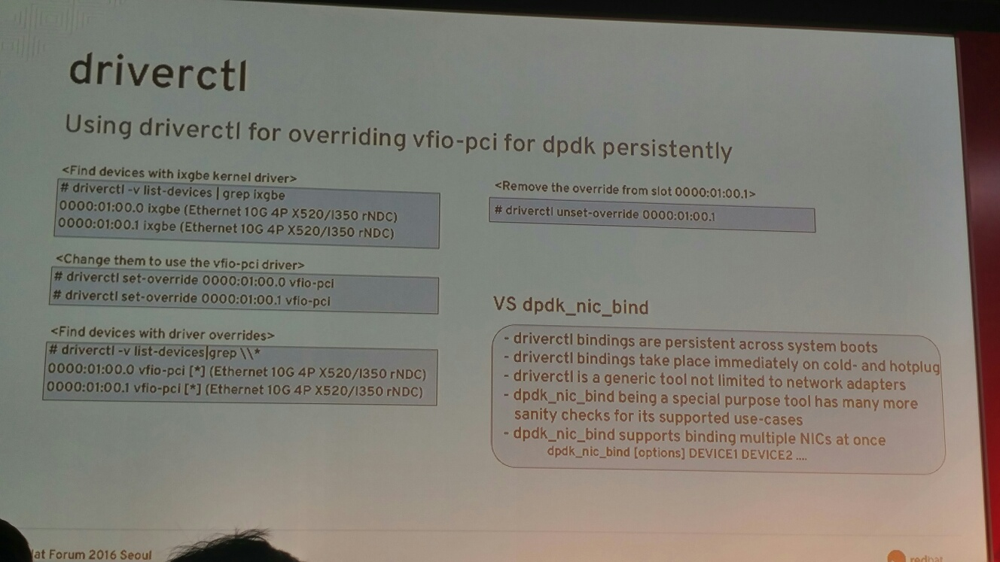 driverctl
Using driverctl for overriding vfio-pci for dpdk persistently
<Find devices with ixgbe kernel driver>
# driverctl -v list-devices | grep ixgbe
0000:01:00.0 ixgbe (Ethernet 10G 4P X520/I350 rNDC)
0000:01:00.1 ixgbe (Ethernet 10G 4P X520/I350 rNDC)
<Change them to use the vfio-pci driver>
# driverctl set-override 0000:01:00.0 vfio-pci
# driverctl set-override 0000:01:00.1 vfio-pci
<Find devices with driver overrides>
# driverctl -v list-devices|grep \\*
0000:01:00.0 vfio-pci [*] (Ethernet 10G 4P X520/I350 rNDC)
0000:01:00.1 vfio-pci [*] (Ethernet 10G 4P X520/I350 rNDC)
<Remove the override from slot 0000:01:00.1>
# driverctl unset-override 0000:01:00.1
VS dpdk_nic_bind
- driverctl bindings are persistent across system boots
- driverctl bindings take place immediately on cold- and hotplug
- driverctl is a generic tool not limited to network adapters
- dpdk_nic_bind being a special purpose tool has many more
sanity checks for its supported use-cases
- dpdk_nic_bind supports binding multiple NICs at once
dpdk_nic_bind [options] DEVICE1 DEVICE2 ....
at Forum 2016 Seoul
redhat